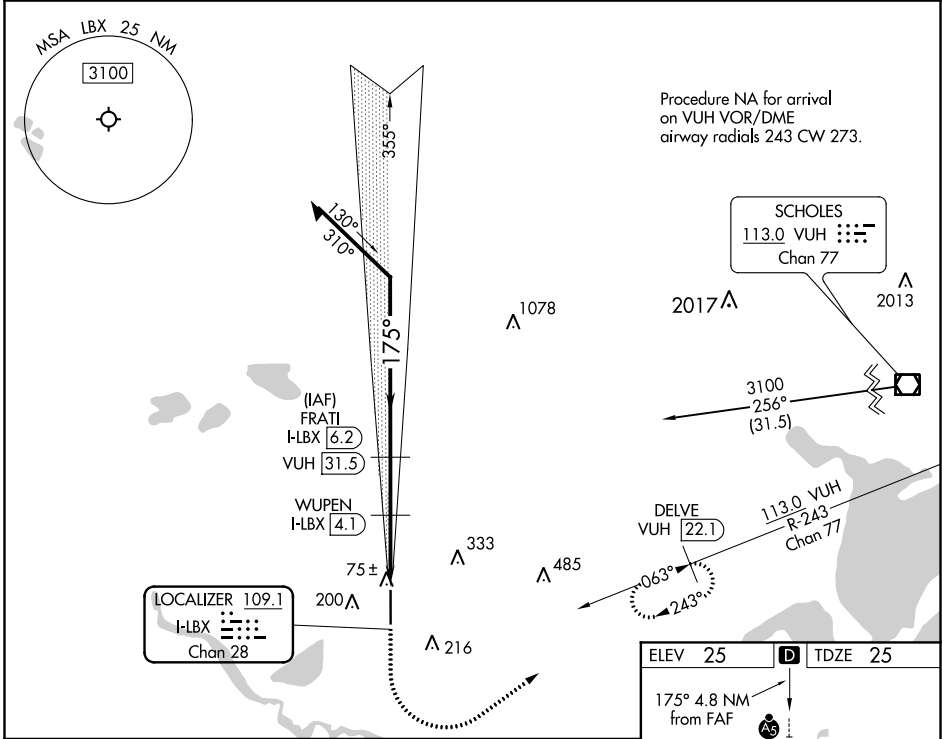 MSA LBX 25 NM
3100
355°
Procedure NA for arrival
on VUH VOR/DME
airway radials 243 CW 273.
SCHOLES
113.0 VUH
Chan 77
130°
310°
1078
2017
2013
175°
3100
256°
(31.5)
(IAF)
FRATI
I-LBX 6.2
VUH 31.5
WUPEN
I-LBX 4.1
DELVE
VUH 22.1
113.0 VUH
R-243
Chan 77
333
485
75 ±
063°
243°
LOCALIZER 109.1
I-LBX
Chan 28
200
216
ELEV 25 D TDZE 25
175° 4.8 NM
from FAF
A5